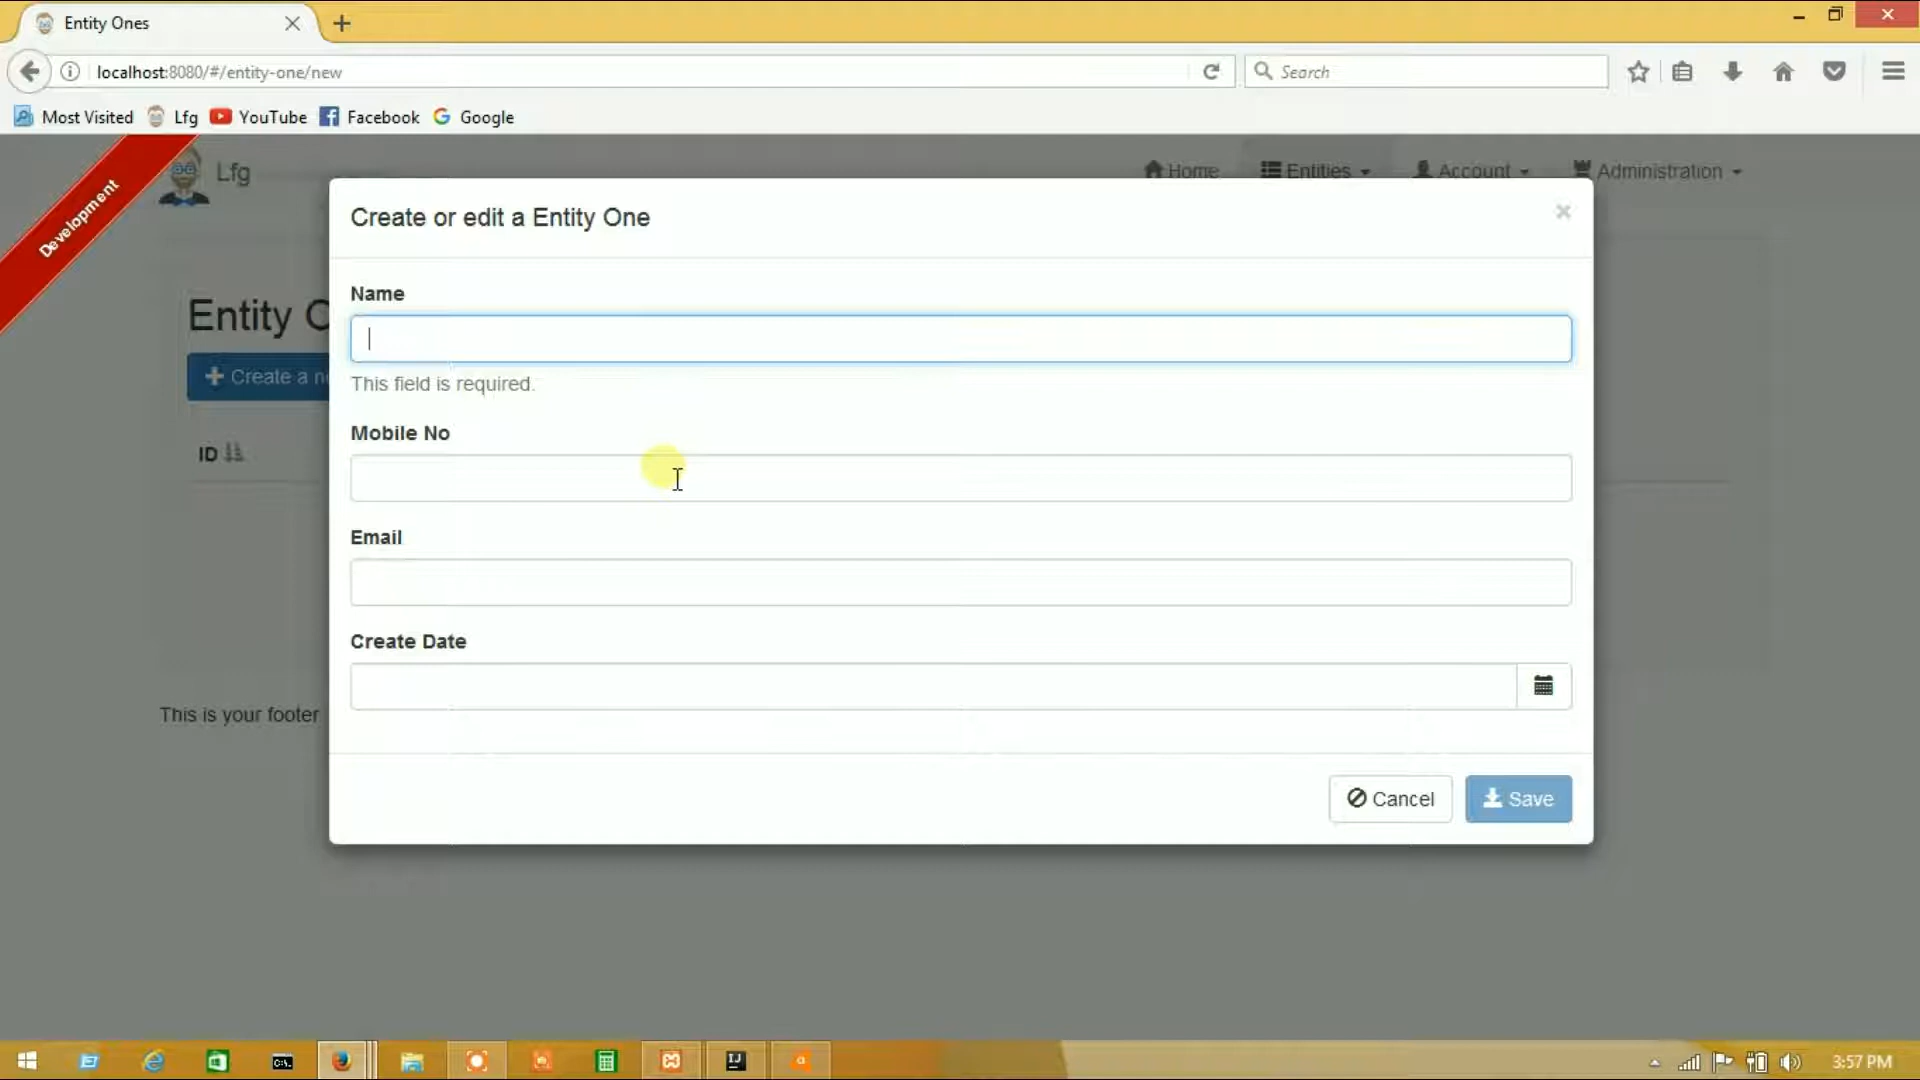 Entity Ones
localhost:8080/#/entity-one/new
Search
Most Visited Lfg YouTube Facebook Google
Development
Lfg
Home Entities Account Administration
Create or edit a Entity One
Name
Entity O
Create a n
This field is required.
Mobile No
ID
Email
Create Date
This is your footer
Cancel Save
3:57 PM